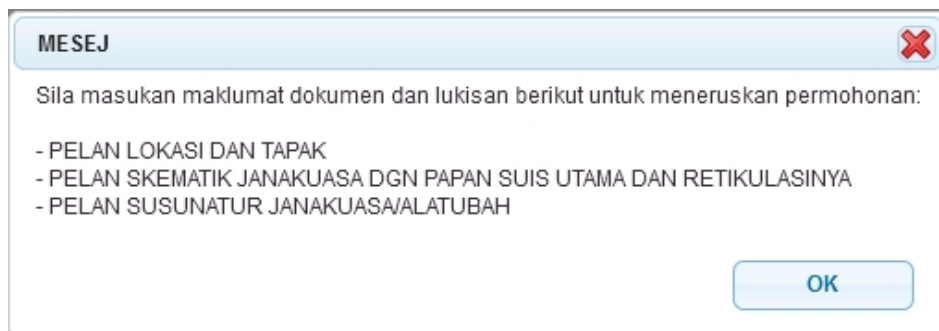 MESEJ
Sila masukan maklumat dokumen dan lukisan berikut untuk meneruskan permohonan:
- PELAN LOKASI DAN TAPAK
- PELAN SKEMATIK JANAKUASA DGN PAPAN SUIS UTAMA DAN RETIKULASINYA
- PELAN SUSUNATUR JANAKUASA/ALATUBAH
OK